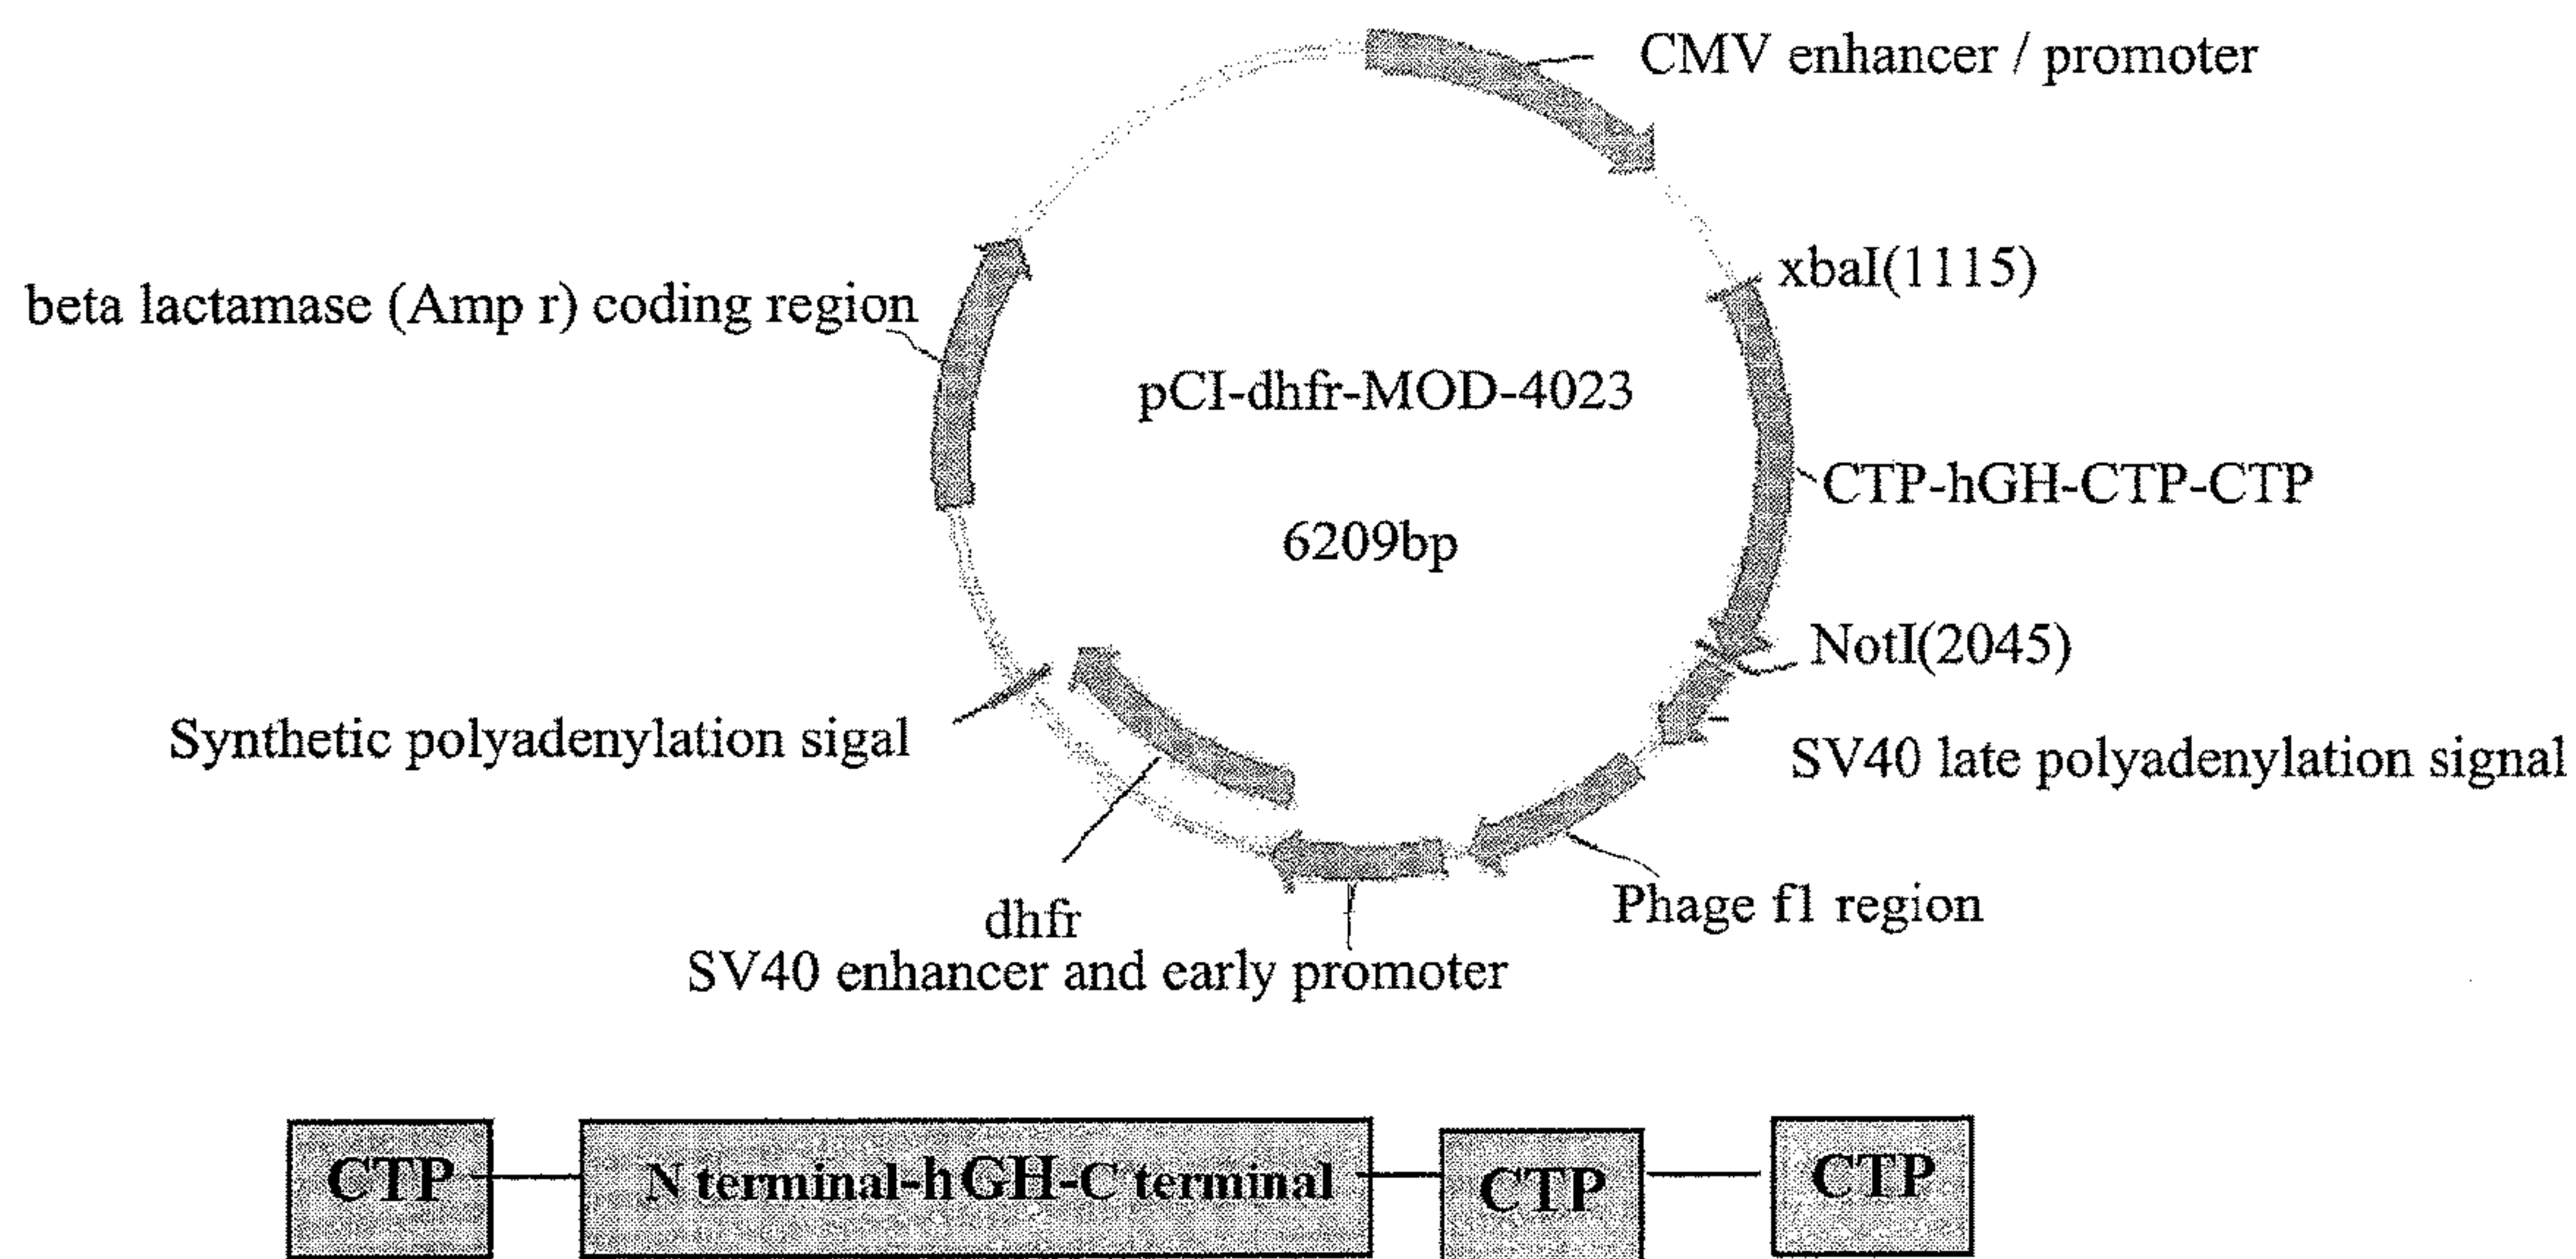 CMV enhancer / promoter
xbaI(1115)
beta lactamase (Amp r) coding region
pCI-dhfr-MOD-4023
CTP-hGH-CTP-CTP
6209bp
NotI(2045)
Synthetic polyadenylation sigal
SV40 late polyadenylation signal
Phage f1 region
dhfr
SV40 enhancer and early promoter
CTP
N terminal-hGH-C terminal
CTP
CTP